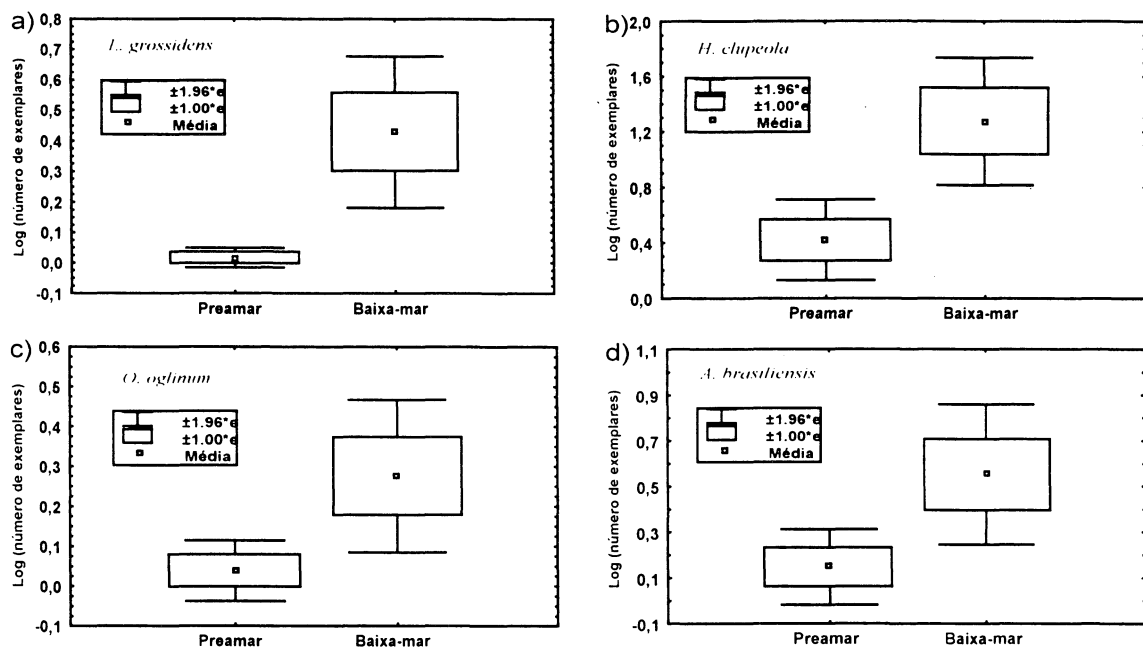 a)
L. grossidens
Log (número de exemplares)
0,8
0,7
0,6
0,5
0,4
0,3
0,2
0,1
0,0
-0,1
±1.96*e
±1.00*e
Média
Preamar Baixa-mar
b)
H. clupeola
Log (número de exemplares)
2,0
1,6
1,2
0,8
0,4
0,0
±1.96*e
±1.00*e
Média
Preamar Baixa-mar
c)
O. oglinum
Log (número de exemplares)
0,6
0,5
0,4
0,3
0,2
0,1
0,0
-0,1
±1.96*e
±1.00*e
Média
Preamar Baixa-mar
d)
A. brasiliensis
Log (número de exemplares)
1,1
0,9
0,7
0,5
0,3
0,1
-0,1
±1.96*e
±1.00*e
Média
Preamar Baixa-mar